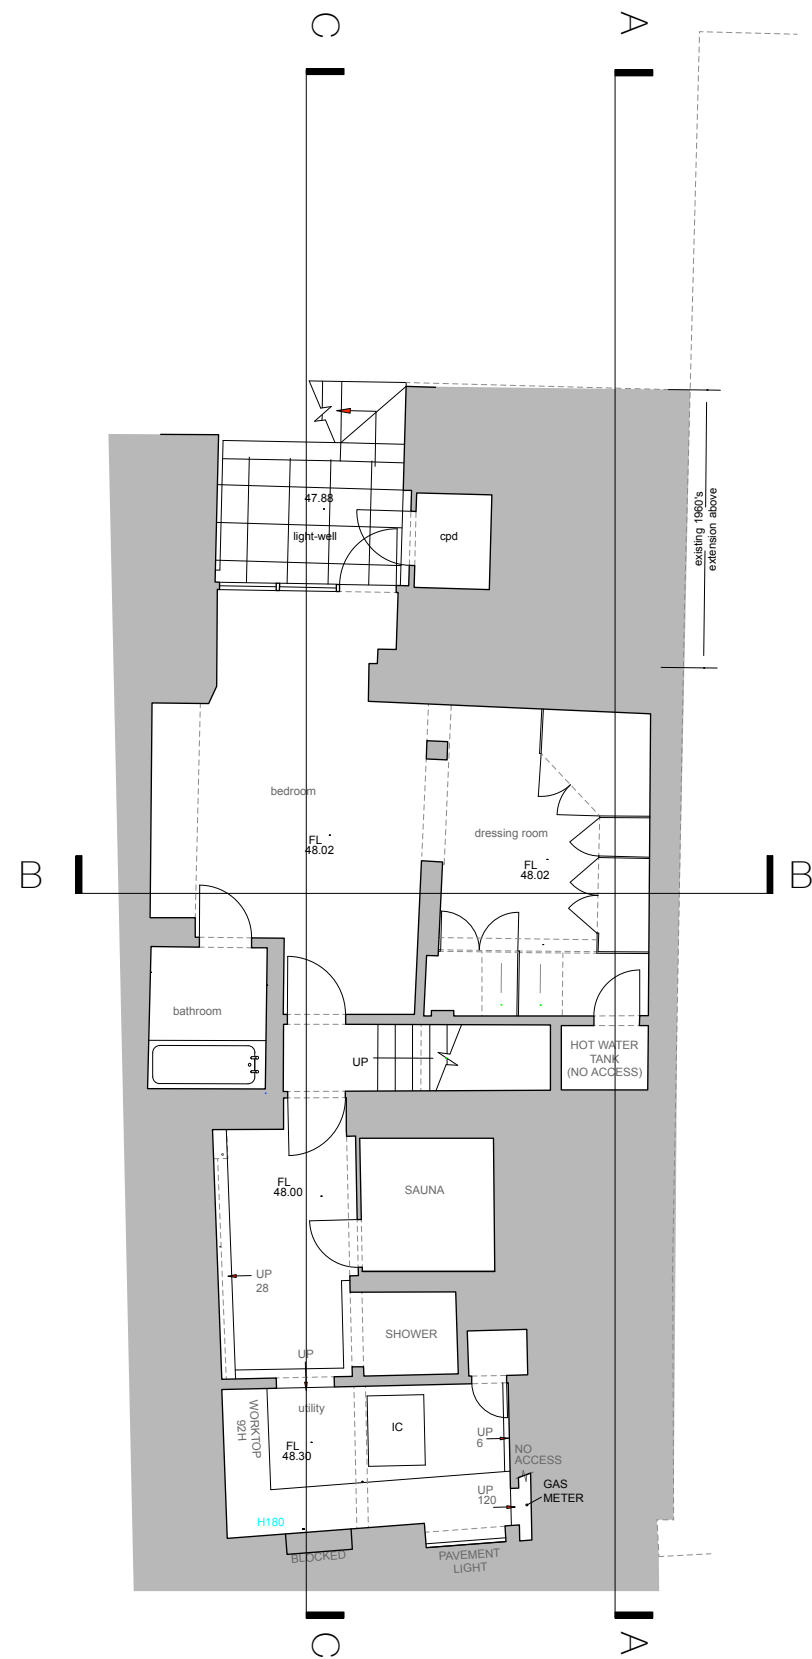 C
A
47.88
light-well
cpd
existing 1960's
extension above
bedroom
FL
48.02
dressing room
FL
48.02
B
B
bathroom
UP
HOT WATER
TANK
(NO ACCESS)
FL
48.00
SAUNA
UP
28
SHOWER
UP
utility
WORKTOP
92H
IC
FL
48.30
UP
6
NO
ACCESS
UP
120
GAS
METER
H180
BLOCKED
PAVEMENT
LIGHT
C
A